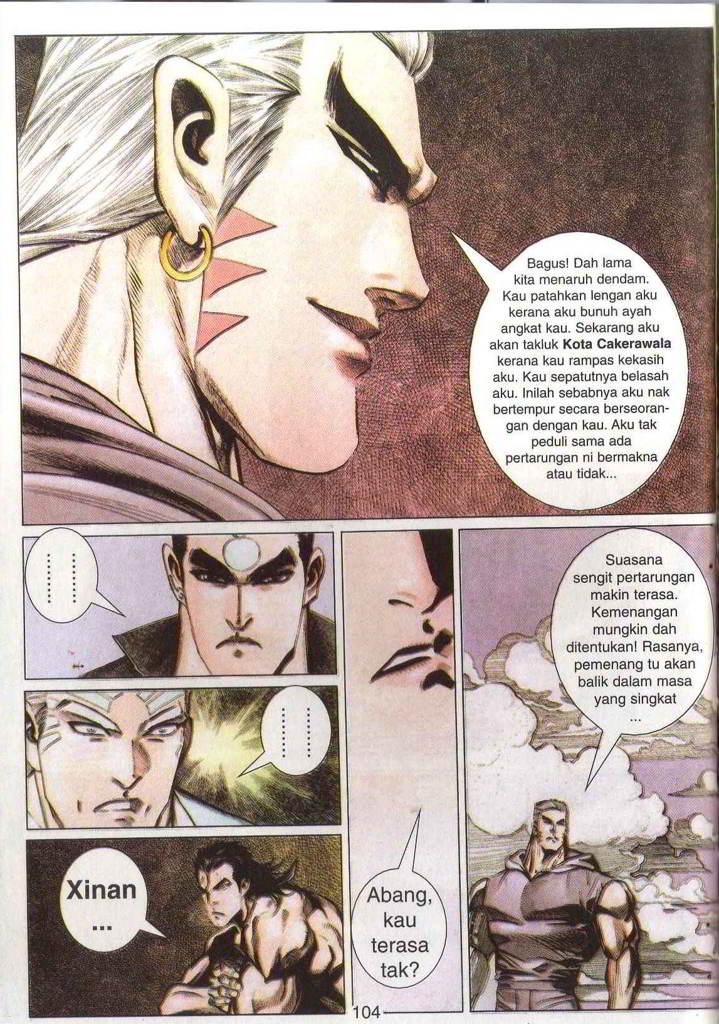 Bagus! Dah lama
kita menaruh dendam.
Kau patahkan lengan aku
kerana aku bunuh ayah
angkat kau. Sekarang aku
akan takluk Kota Cakerawala
kerana kau rampas kekasih
aku. Kau sepatutnya belasah
aku. Inilah sebabnya aku nak
bertempur secara berseoran-
gan dengan kau. Aku tak
peduli sama ada
pertarungan ni bermakna
atau tidak...
Suasana
sengit pertarungan
makin terasa.
Kemenangan
mungkin dah
ditentukan! Rasanya,
pemenang tu akan
balik dalam masa
yang singkat
...
Xinan
...
Abang,
kau
terasa
tak?
104